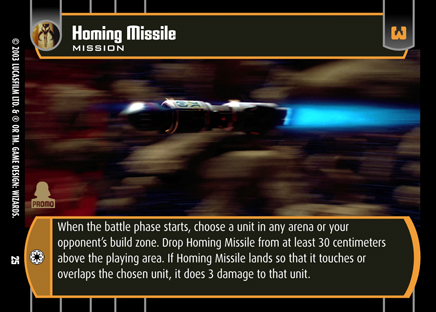 Homing Missile
MISSION
3
© 2003 LUCASFILM LTD. & ® OR TM. GAME DESIGN: WIZARDS.
PROMO
25
When the battle phase starts, choose a unit in any arena or your
opponent's build zone. Drop Homing Missile from at least 30 centimeters
above the playing area. If Homing Missile lands so that it touches or
overlaps the chosen unit, it does 3 damage to that unit.